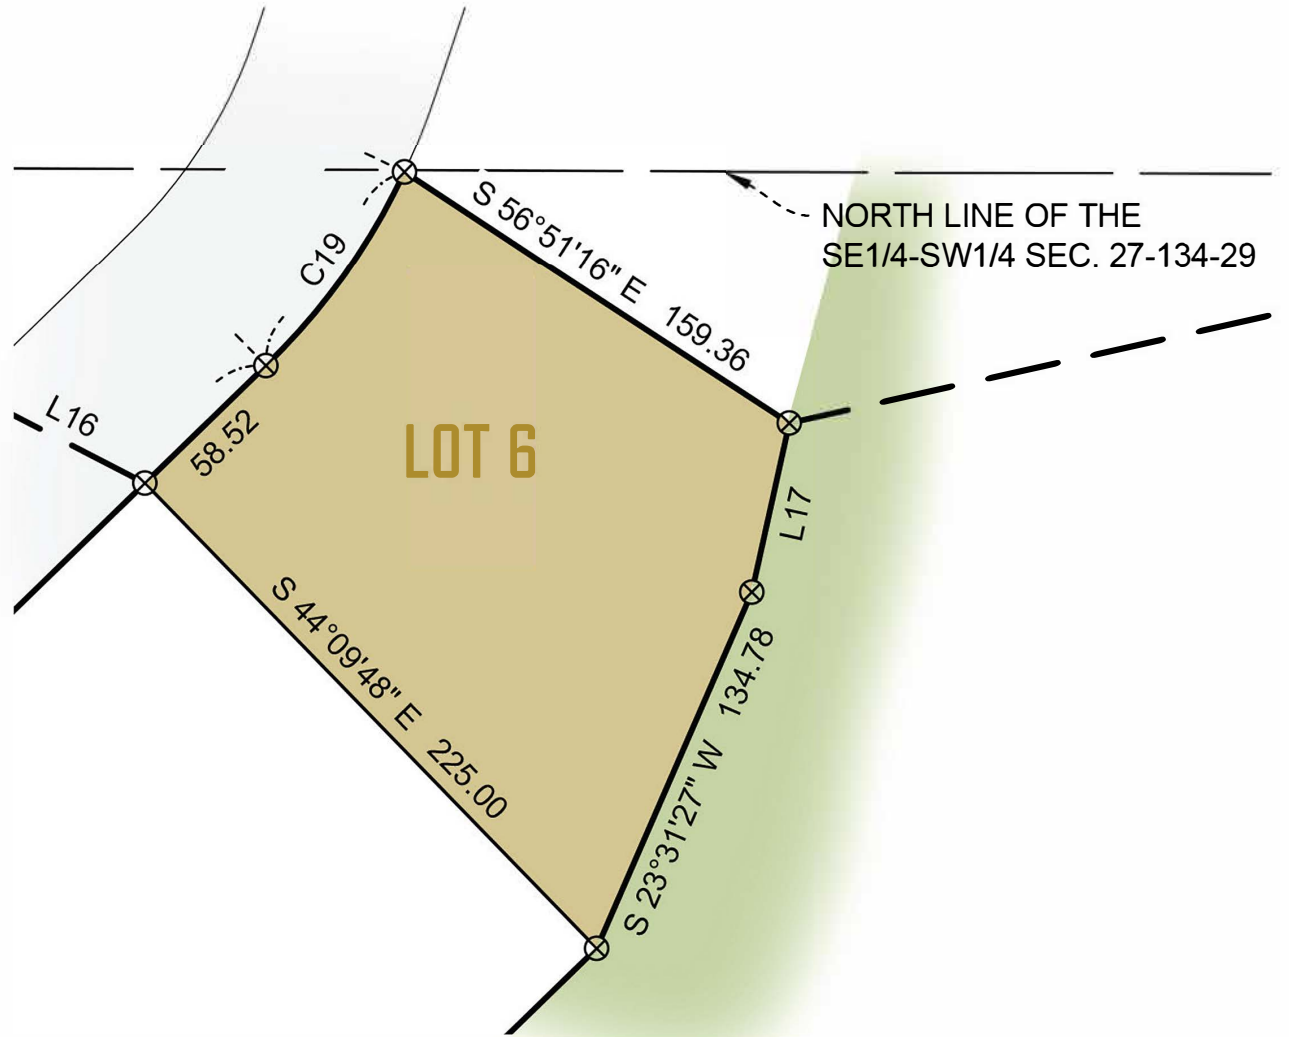 S 56°51'16" E 159.36
NORTH LINE OF THE
SE1/4-SW1/4 SEC. 27-134-29
C19
L16
58.52
LOT 6
L17
S 44°09'48" E 225.00
S 23°31'27" W 134.78